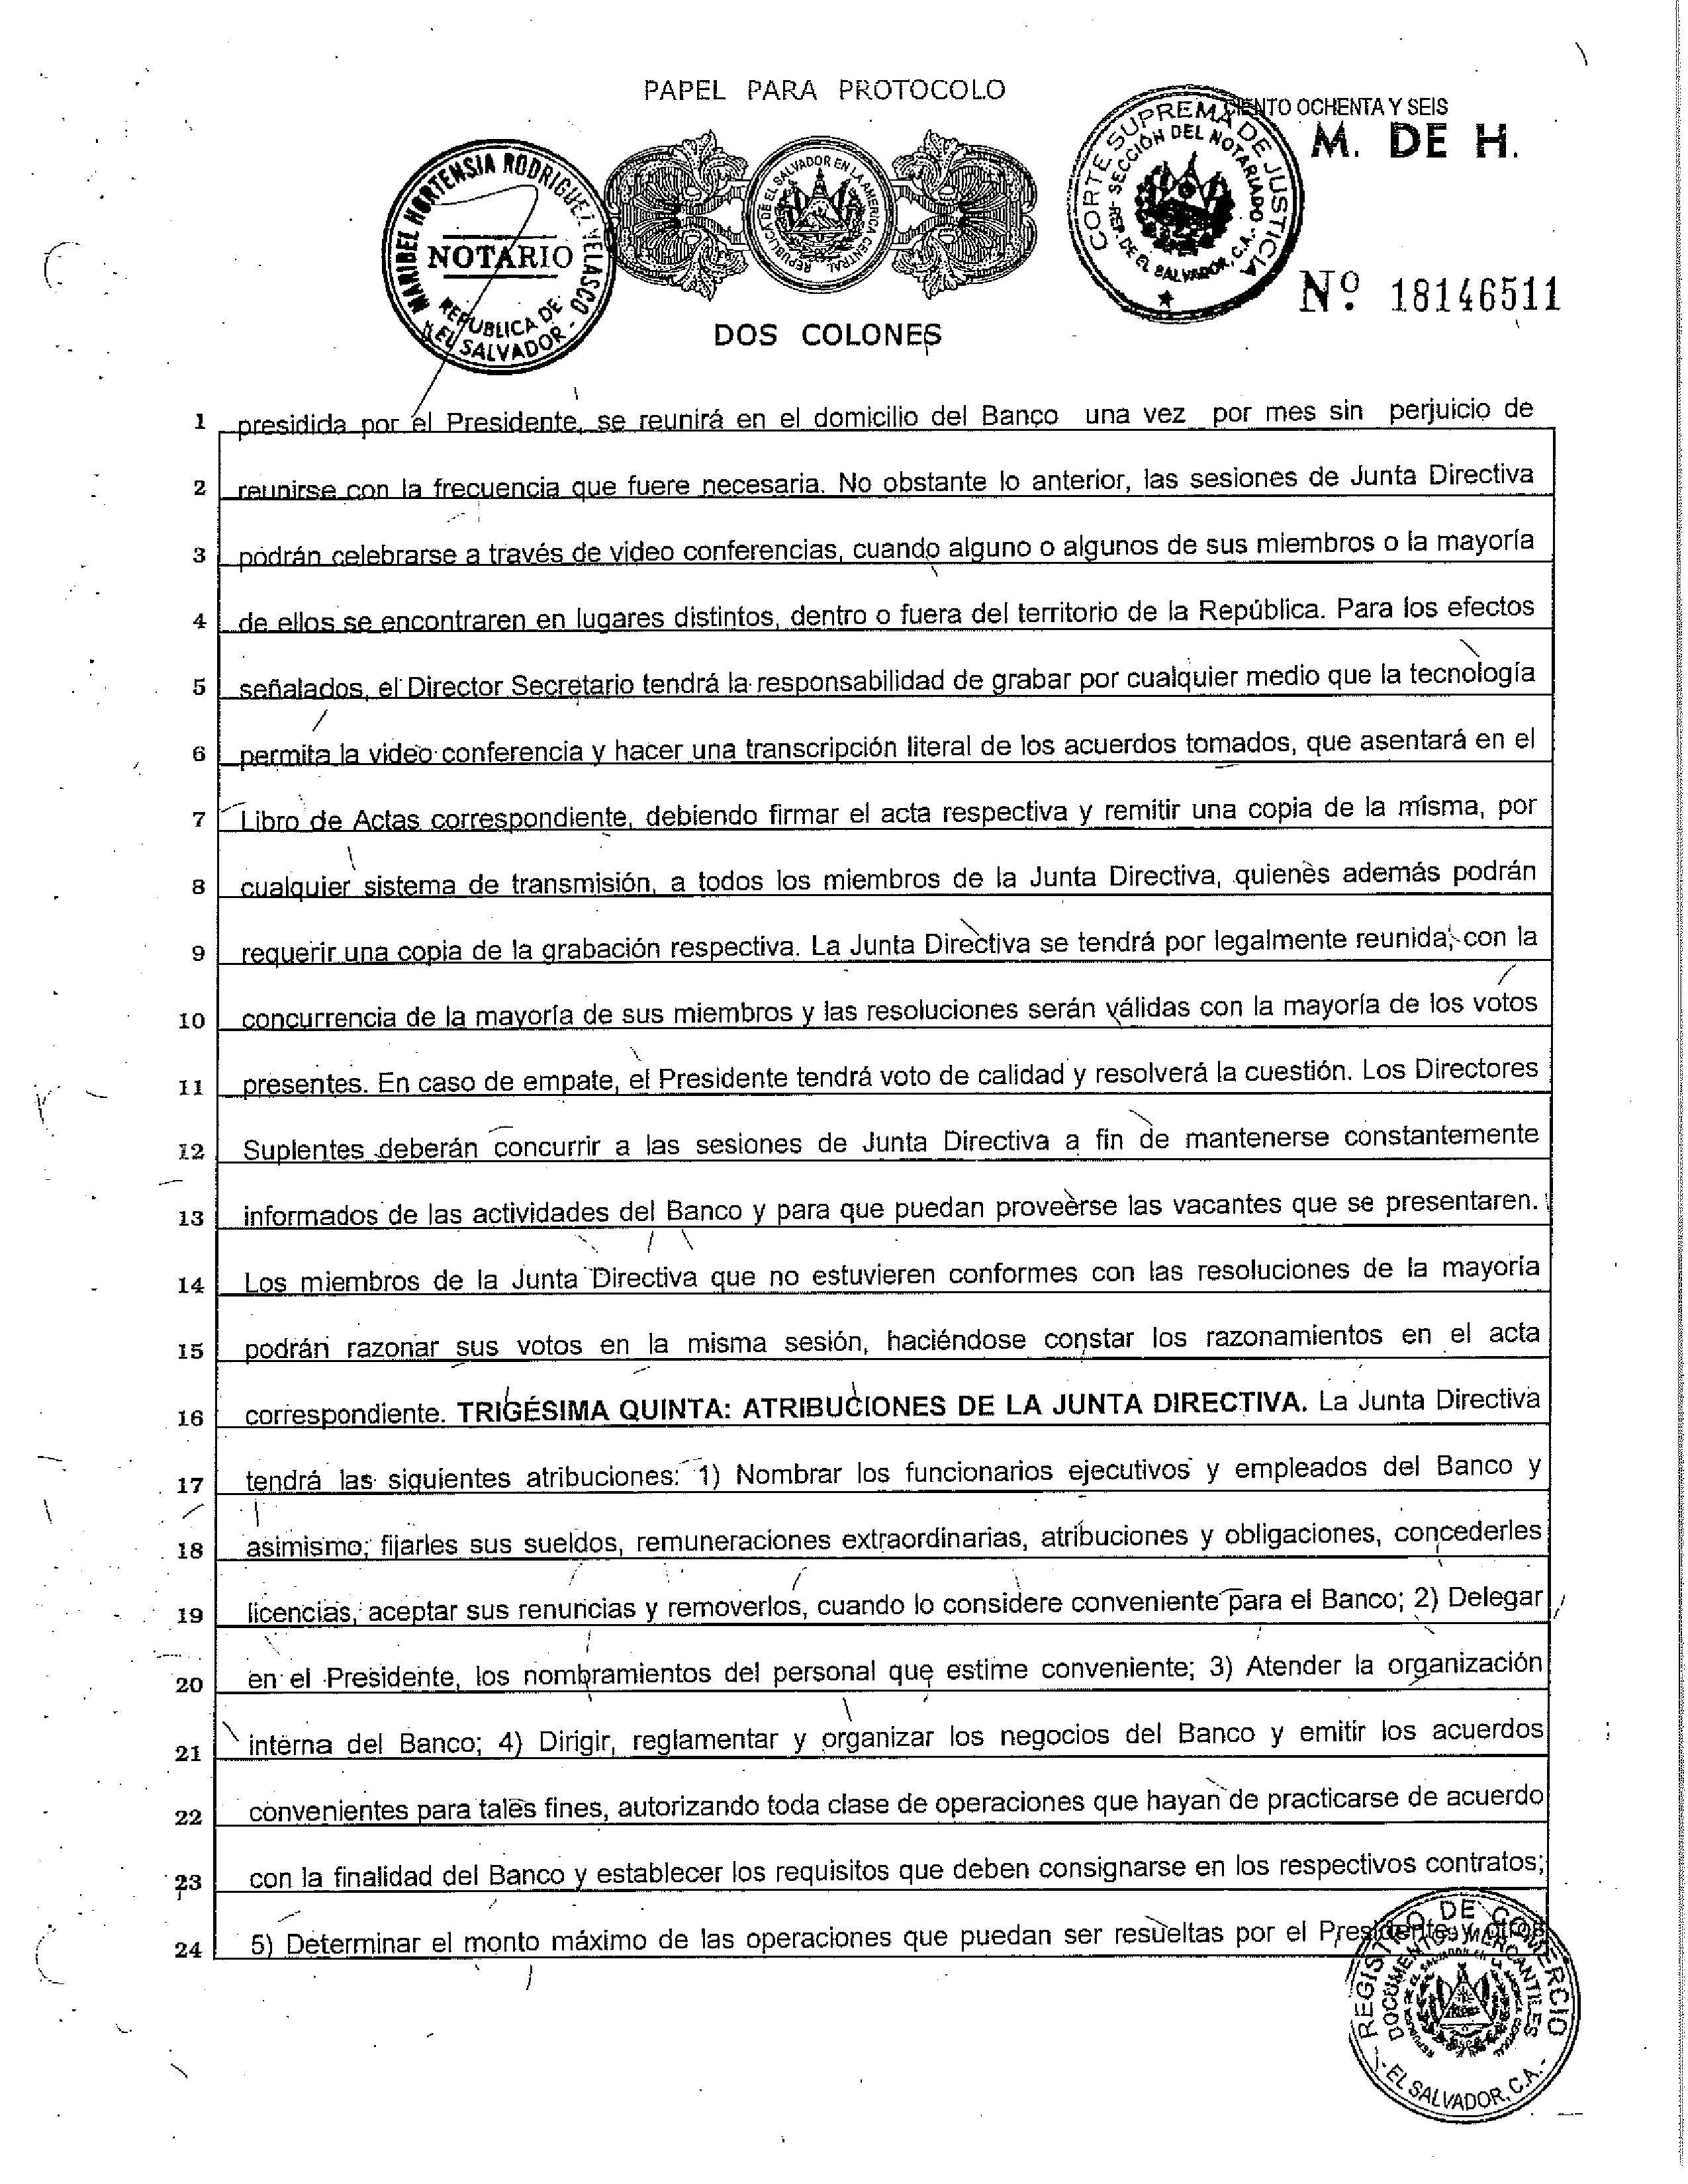 PAPEL PARA PROTOCOLO
CIENTO OCHENTA Y SEIS
M. DE H.
MARIBEL HORTENSIA RODRIGUEZ VELASCO
NOTARIO
REPUBLICA DE EL SALVADOR
REPUBLICA DE EL SALVADOR EN LA AMERICA CENTRAL
CORTE SUPREMA DE JUSTICIA
SECCIÓN DEL NOTARIADO
REP. DE EL SALVADOR, C.A.
Nº 18146511
DOS COLONES
1 presidida por el Presidente, se reunirá en el domicilio del Banco una vez por mes sin perjuicio de
2 reunirse con la frecuencia que fuere necesaria. No obstante lo anterior, las sesiones de Junta Directiva
3 podrán celebrarse a través de video conferencias, cuando alguno o algunos de sus miembros o la mayoría
4 de ellos se encontraren en lugares distintos, dentro o fuera del territorio de la República. Para los efectos
5 señalados, el Director Secretario tendrá la responsabilidad de grabar por cualquier medio que la tecnología
6 permita la video conferencia y hacer una transcripción literal de los acuerdos tomados, que asentará en el
7 Libro de Actas correspondiente, debiendo firmar el acta respectiva y remitir una copia de la misma, por
8 cualquier sistema de transmisión, a todos los miembros de la Junta Directiva, quienes además podrán
9 requerir una copia de la grabación respectiva. La Junta Directiva se tendrá por legalmente reunida, con la
10 concurrencia de la mayoría de sus miembros y las resoluciones serán válidas con la mayoría de los votos
11 presentes. En caso de empate, el Presidente tendrá voto de calidad y resolverá la cuestión. Los Directores
12 Suplentes deberán concurrir a las sesiones de Junta Directiva a fin de mantenerse constantemente
13 informados de las actividades del Banco y para que puedan proveerse las vacantes que se presentaren.
14 Los miembros de la Junta Directiva que no estuvieren conformes con las resoluciones de la mayoría
15 podrán razonar sus votos en la misma sesión, haciéndose constar los razonamientos en el acta
16 correspondiente. TRIGÉSIMA QUINTA: ATRIBUCIONES DE LA JUNTA DIRECTIVA. La Junta Directiva
17 tendrá las siguientes atribuciones: 1) Nombrar los funcionarios ejecutivos y empleados del Banco y
18 asimismo, fijarles sus sueldos, remuneraciones extraordinarias, atribuciones y obligaciones, concederles
19 licencias, aceptar sus renuncias y removerlos, cuando lo considere conveniente para el Banco; 2) Delegar
20 en el Presidente, los nombramientos del personal que estime conveniente; 3) Atender la organización
21 interna del Banco; 4) Dirigir, reglamentar y organizar los negocios del Banco y emitir los acuerdos
22 convenientes para tales fines, autorizando toda clase de operaciones que hayan de practicarse de acuerdo
23 con la finalidad del Banco y establecer los requisitos que deben consignarse en los respectivos contratos;
24 5) Determinar el monto máximo de las operaciones que puedan ser resueltas por el Presidente y otros
REGISTRO DE COMERCIO
DOCUMENTOS MERCANTILES
EL SALVADOR, C.A.